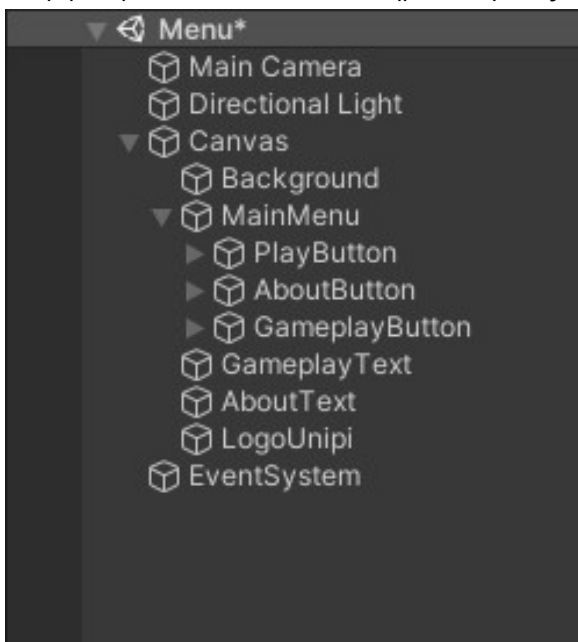 Menu*
Main Camera
Directional Light
Canvas
Background
MainMenu
PlayButton
AboutButton
GameplayButton
GameplayText
AboutText
LogoUnipi
EventSystem